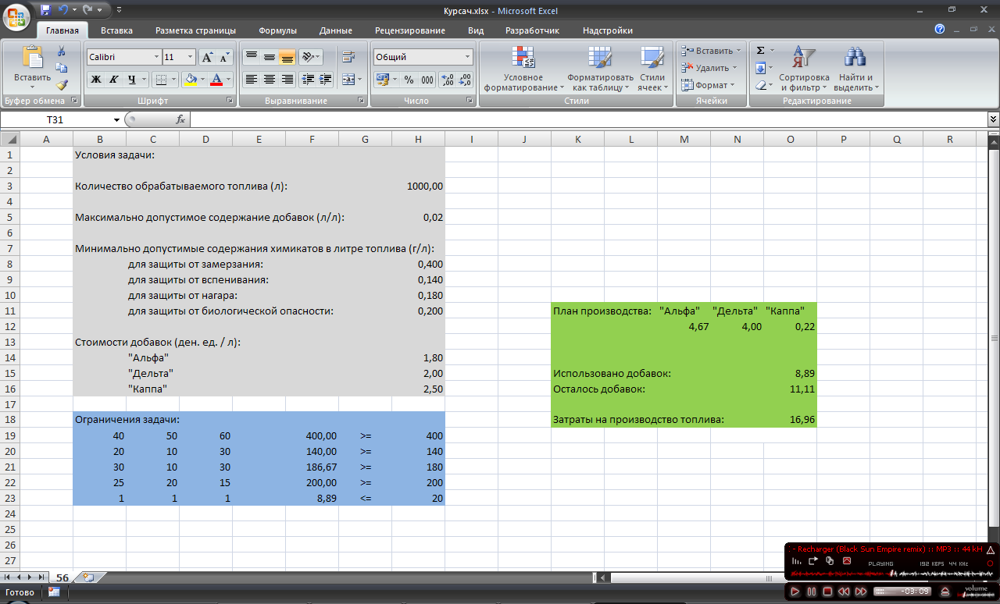 Курсач.xlsx - Microsoft Excel
Главная Вставка Разметка страницы Формулы Данные Рецензирование Вид Разработчик Надстройки
Вставить
Calibri 11
Ж К Ч
Общий
% 000
Условное форматирование
Форматировать как таблицу
Стили ячеек
Вставить
Удалить
Формат
Сортировка и фильтр
Найти и выделить
Буфер обмена Шрифт Выравнивание Число Стили Ячейки Редактирование
T31 fx
A B C D E F G H I J K L M N O P Q R
1 Условия задачи:
2
3 Количество обрабатываемого топлива (л): 1000,00
4
5 Максимально допустимое содержание добавок (л/л): 0,02
6
7 Минимально допустимые содержания химикатов в литре топлива (г/л):
8 для защиты от замерзания: 0,400
9 для защиты от вспенивания: 0,140
10 для защиты от нагара: 0,180
11 для защиты от биологической опасности: 0,200 План производства: "Альфа" "Дельта" "Каппа"
12 4,67 4,00 0,22
13 Стоимости добавок (ден. ед. / л):
14 "Альфа" 1,80
15 "Дельта" 2,00 Использовано добавок: 8,89
16 "Каппа" 2,50 Осталось добавок: 11,11
17
18 Ограничения задачи: Затраты на производство топлива: 16,96
19 40 50 60 400,00 >= 400
20 20 10 30 140,00 >= 140
21 30 10 30 186,67 >= 180
22 25 20 15 200,00 >= 200
23 1 1 1 8,89 <= 20
24
25
26
27
- Recharger (Black Sun Empire remix) :: MP3 :: 44 kH
PLAYING 192 KBPS 44 KHz
-03:09 volume
56
Готово